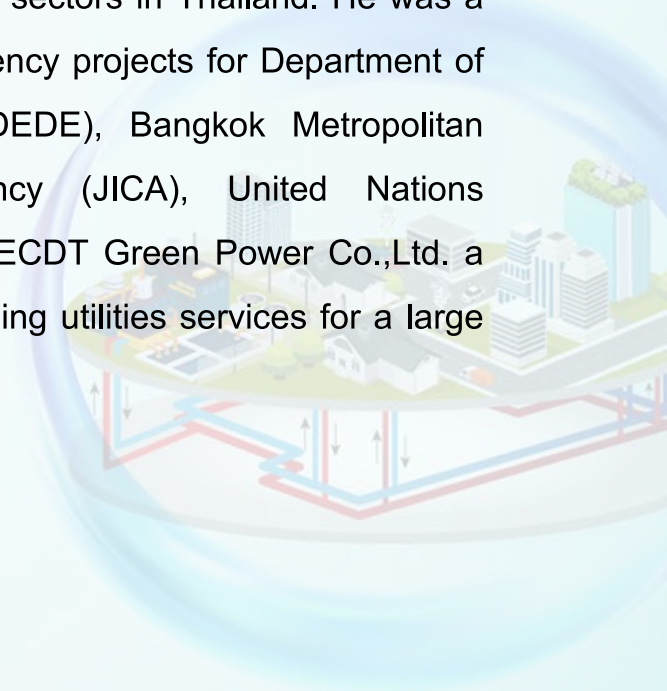 sectors in Thailand. He was a
ency projects for Department of
DEDE), Bangkok Metropolitan
ncy (JICA), United Nations
ECDT Green Power Co.,Ltd. a
ing utilities services for a large